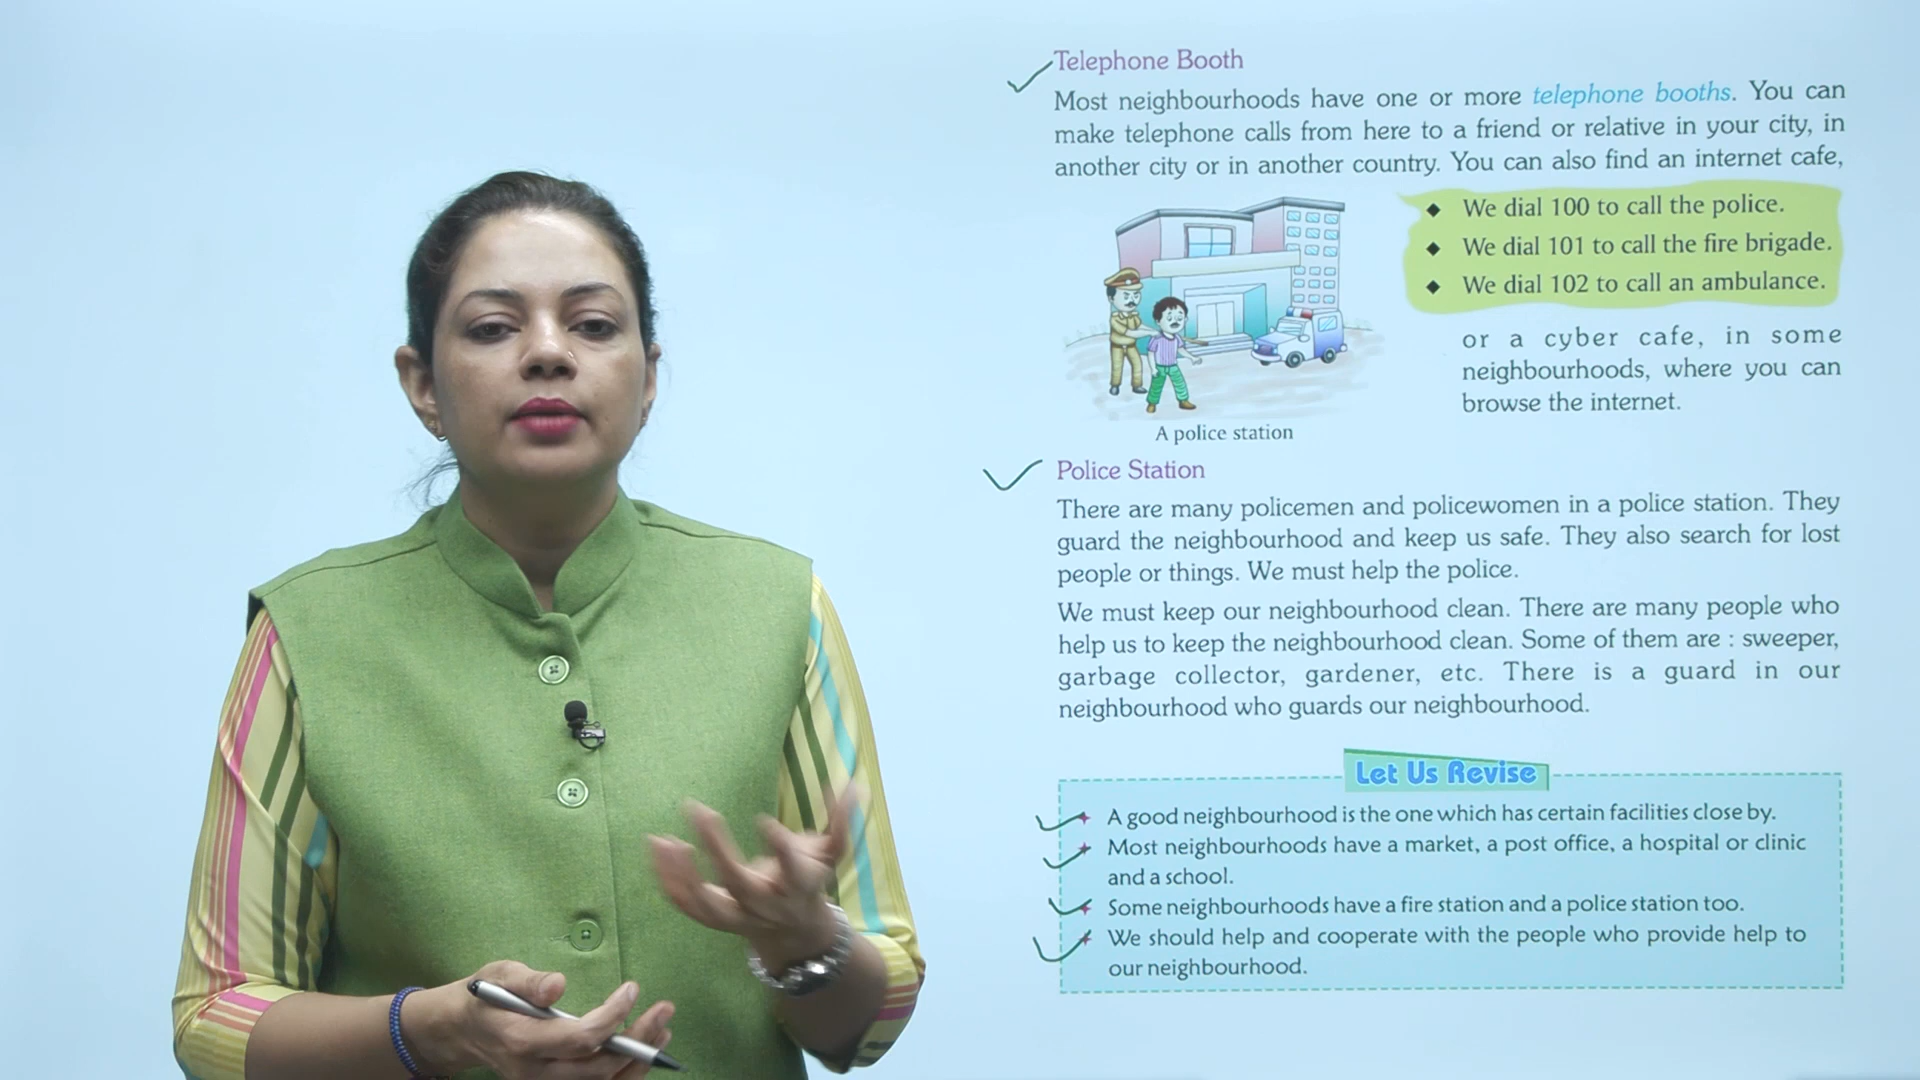 Telephone Booth
Most neighbourhoods have one or more telephone booths. You can
make telephone calls from here to a friend or relative in your city, in
another city or in another country. You can also find an internet cafe,
◆ We dial 100 to call the police.
◆ We dial 101 to call the fire brigade.
◆ We dial 102 to call an ambulance.
or a cyber cafe, in some
neighbourhoods, where you can
browse the internet.
A police station
Police Station
There are many policemen and policewomen in a police station. They
guard the neighbourhood and keep us safe. They also search for lost
people or things. We must help the police.
We must keep our neighbourhood clean. There are many people who
help us to keep the neighbourhood clean. Some of them are : sweeper,
garbage collector, gardener, etc. There is a guard in our
neighbourhood who guards our neighbourhood.
Let Us Revise
A good neighbourhood is the one which has certain facilities close by.
Most neighbourhoods have a market, a post office, a hospital or clinic
and a school.
Some neighbourhoods have a fire station and a police station too.
We should help and cooperate with the people who provide help to
our neighbourhood.